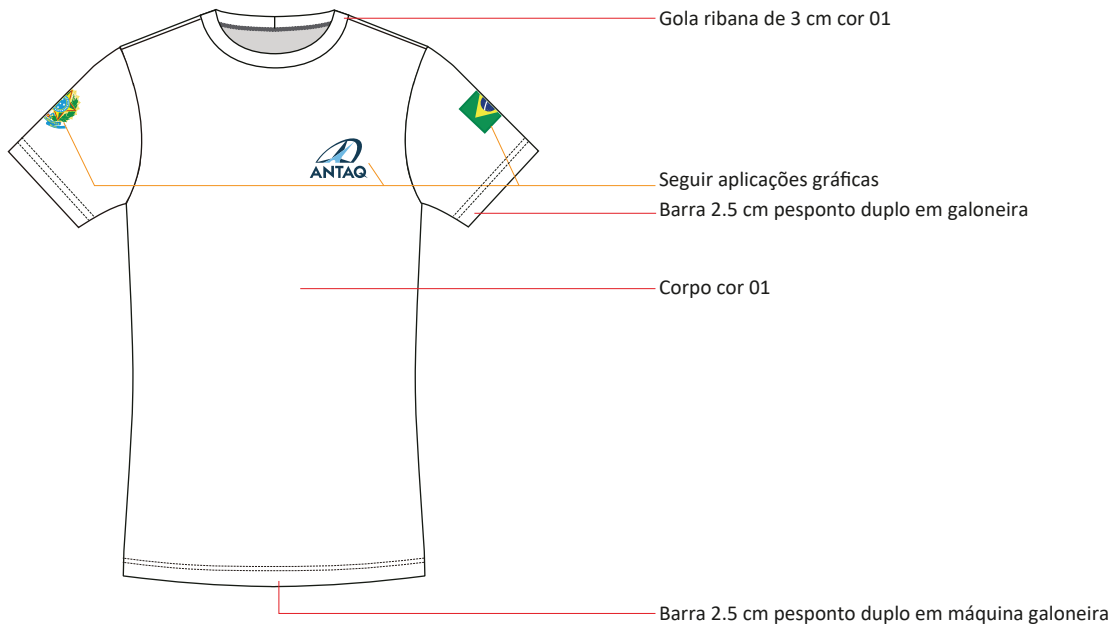 Gola ribana de 3 cm cor 01
ANTAQ
Seguir aplicações gráficas
Barra 2.5 cm pesponto duplo em galoneira
Corpo cor 01
Barra 2.5 cm pesponto duplo em máquina galoneira